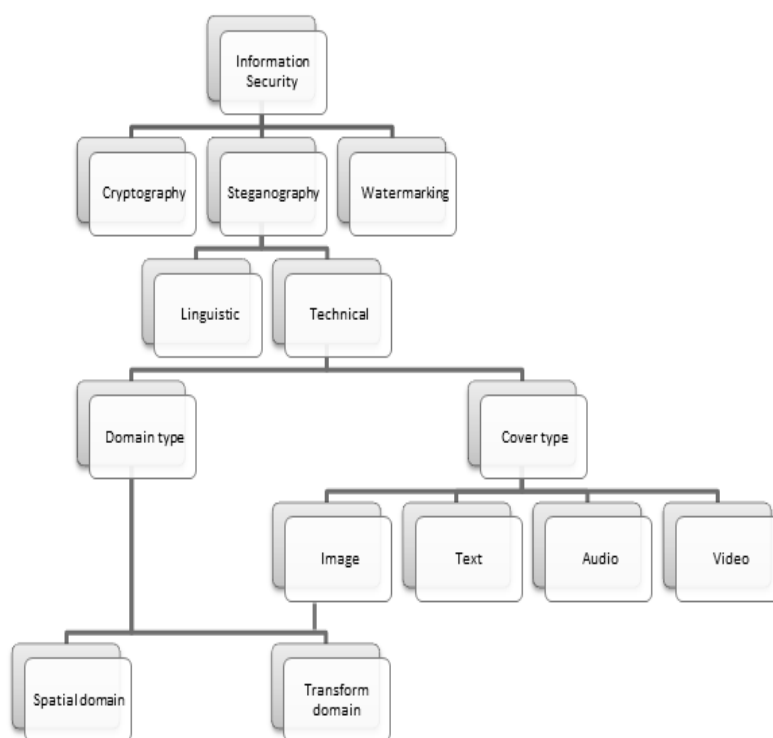 Information
Security
Cryptography
Steganography
Watermarking
Linguistic
Technical
Domain type
Cover type
Image
Text
Audio
Video
Spatial domain
Transform
domain